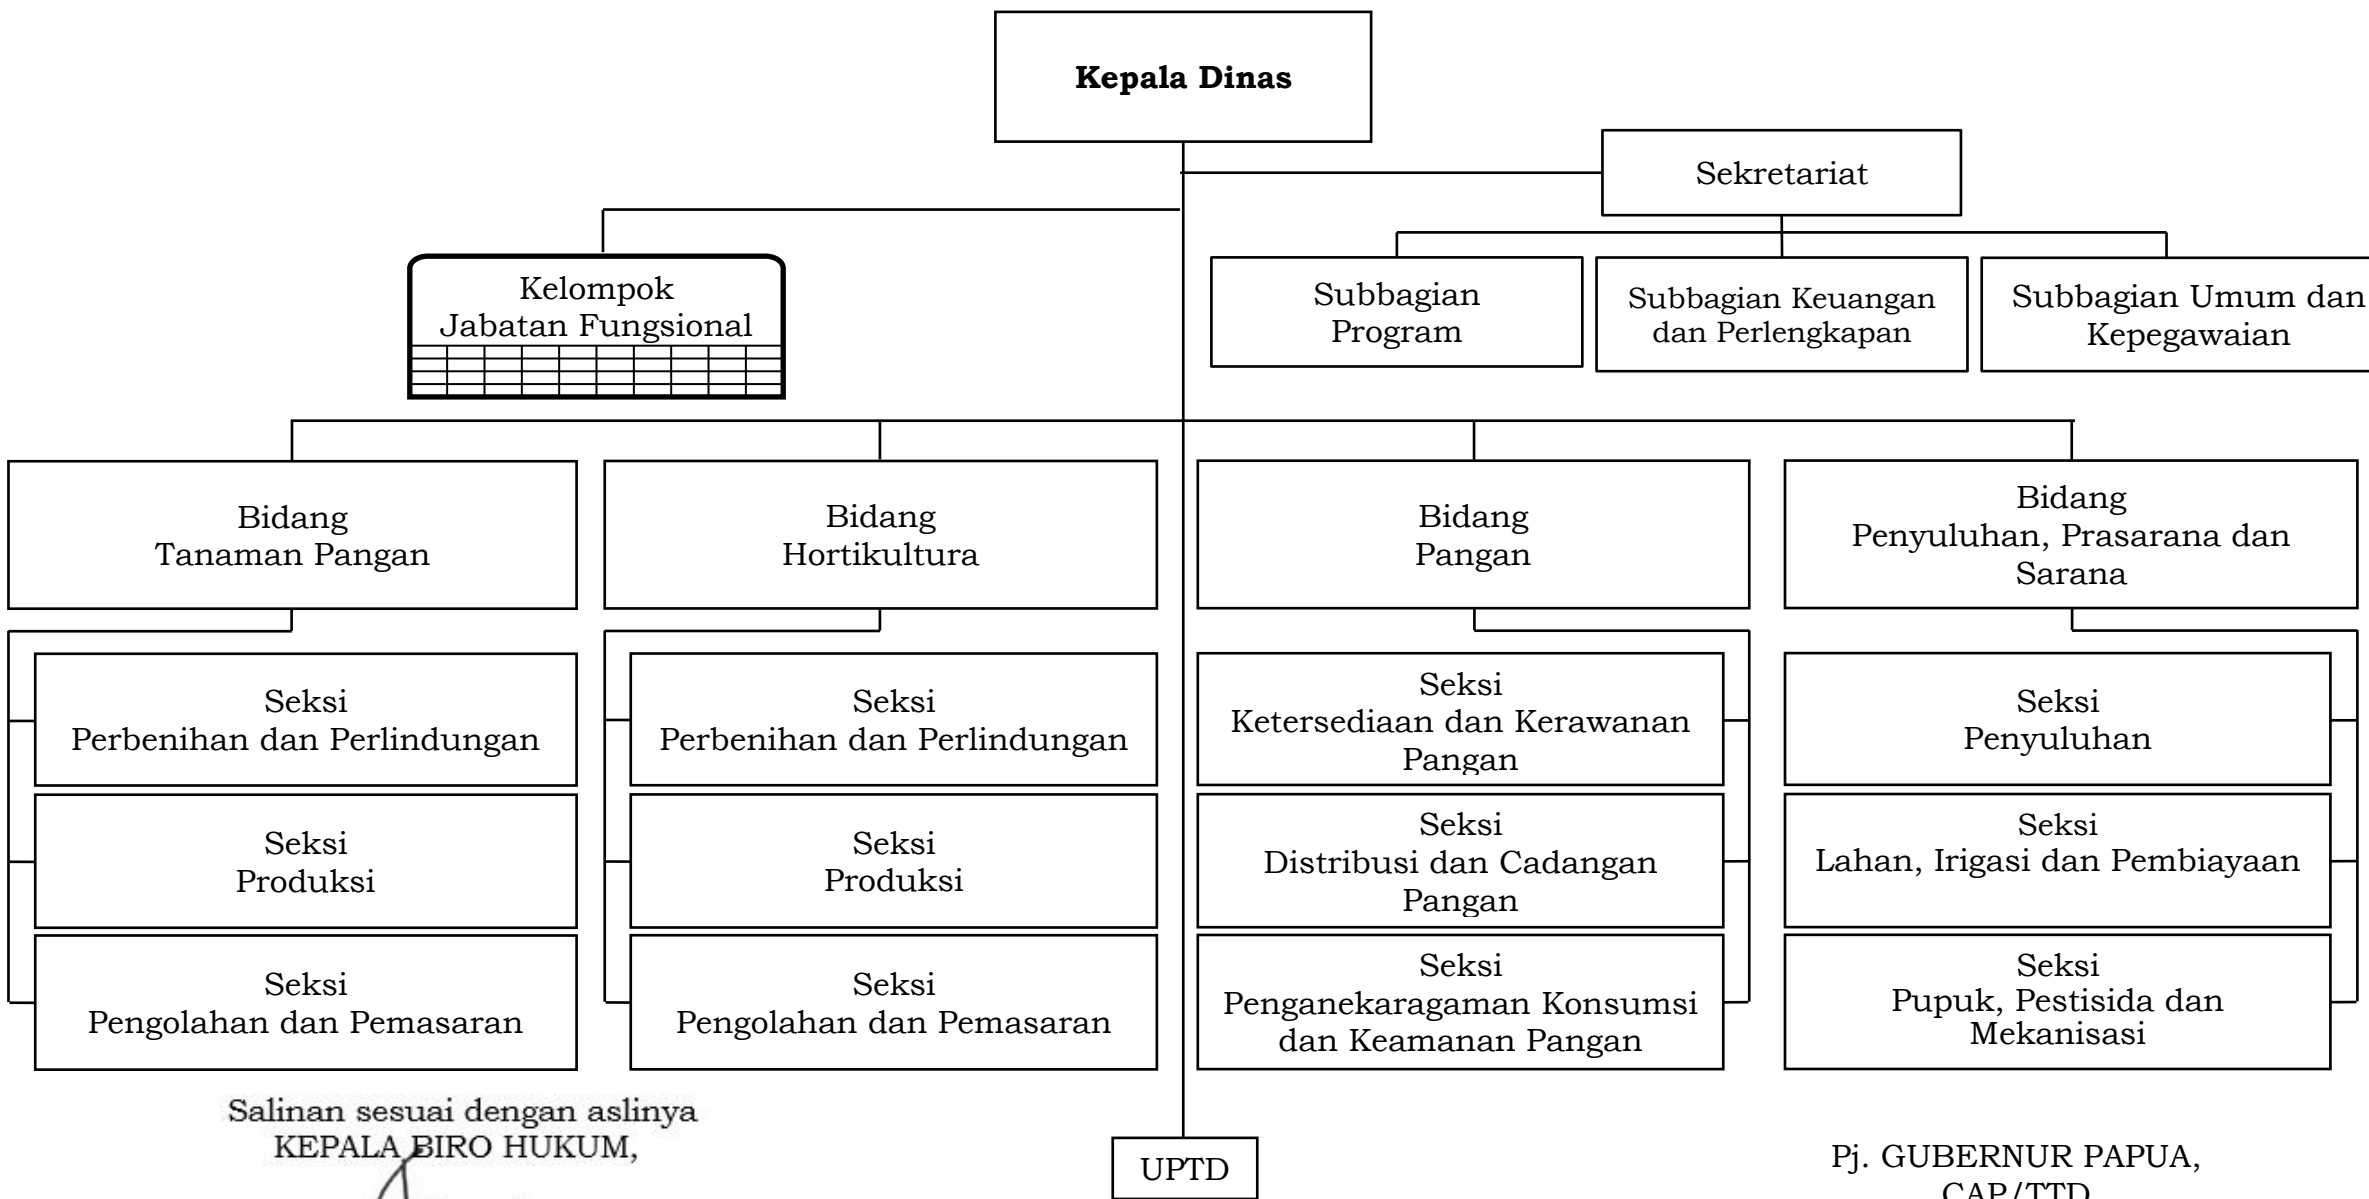 Kepala Dinas
Sekretariat
Kelompok
Jabatan Fungsional
Subbagian
Program
Subbagian Keuangan
dan Perlengkapan
Subbagian Umum dan
Kepegawaian
Bidang
Tanaman Pangan
Bidang
Hortikultura
Bidang
Pangan
Bidang
Penyuluhan, Prasarana dan
Sarana
Seksi
Perbenihan dan Perlindungan
Seksi
Perbenihan dan Perlindungan
Seksi
Ketersediaan dan Kerawanan
Pangan
Seksi
Penyuluhan
Seksi
Produksi
Seksi
Produksi
Seksi
Distribusi dan Cadangan
Pangan
Seksi
Lahan, Irigasi dan Pembiayaan
Seksi
Pengolahan dan Pemasaran
Seksi
Pengolahan dan Pemasaran
Seksi
Penganekaragaman Konsumsi
dan Keamanan Pangan
Seksi
Pupuk, Pestisida dan
Mekanisasi
Salinan sesuai dengan aslinya
KEPALA BIRO HUKUM,
UPTD
Pj. GUBERNUR PAPUA,
CAP/TTD